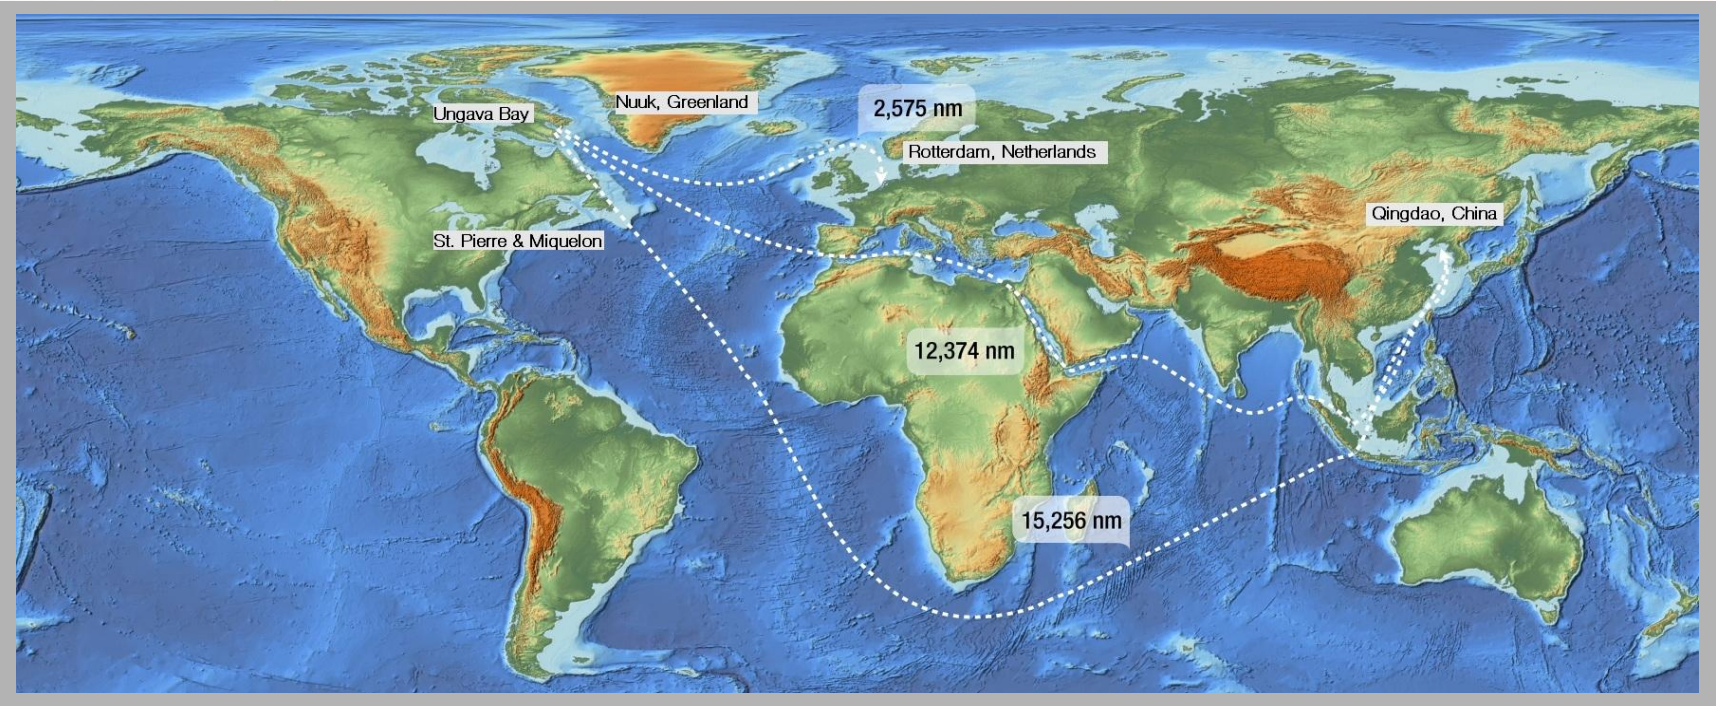 Ungava Bay
Nuuk, Greenland
2,575 nm
Rotterdam, Netherlands
Qingdao, China
St. Pierre & Miquelon
12,374 nm
15,256 nm